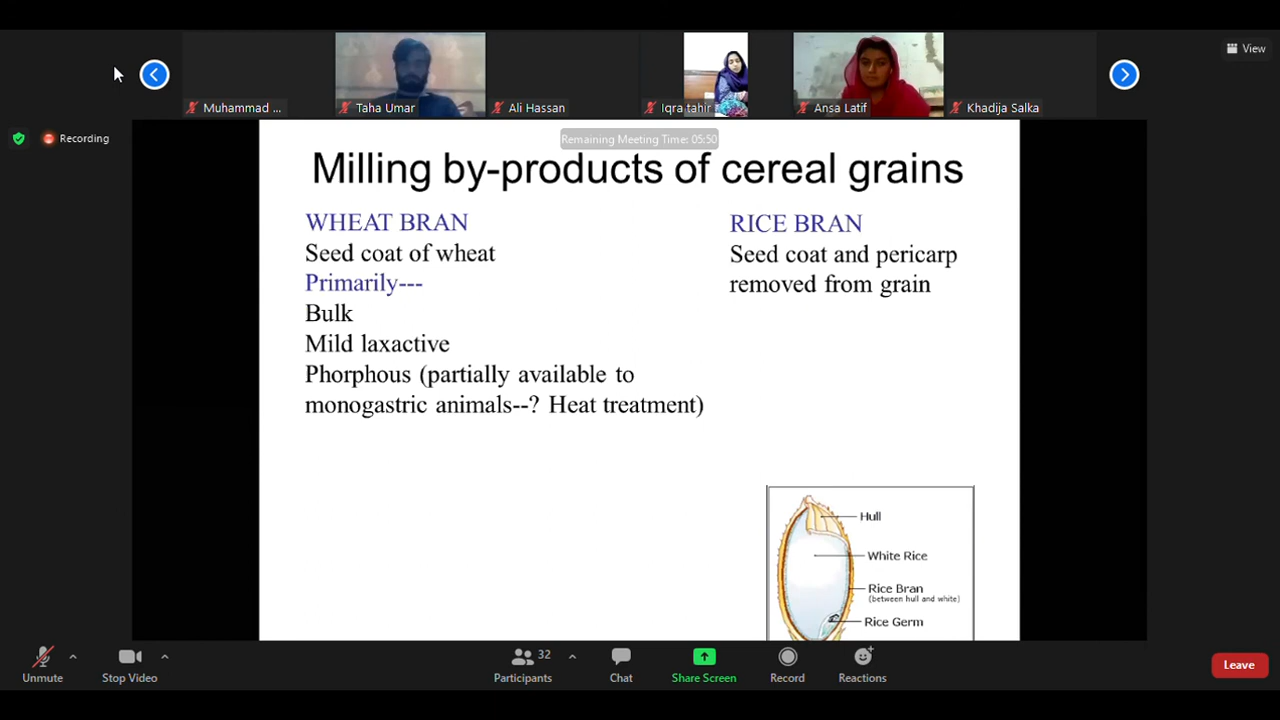 View
Muhammad ...
Taha Umar
Ali Hassan
Iqra tahir
Ansa Latif
Khadija Salka
Recording
Remaining Meeting Time: 05:50
Milling by-products of cereal grains
WHEAT BRAN
Seed coat of wheat
Primarily---
Bulk
Mild laxactive
Phorphous (partially available to
monogastric animals--? Heat treatment)
RICE BRAN
Seed coat and pericarp
removed from grain
Hull
White Rice
Rice Bran
(between hull and white)
Rice Germ
Unmute
Stop Video
32
Participants
Chat
Share Screen
Record
Reactions
Leave